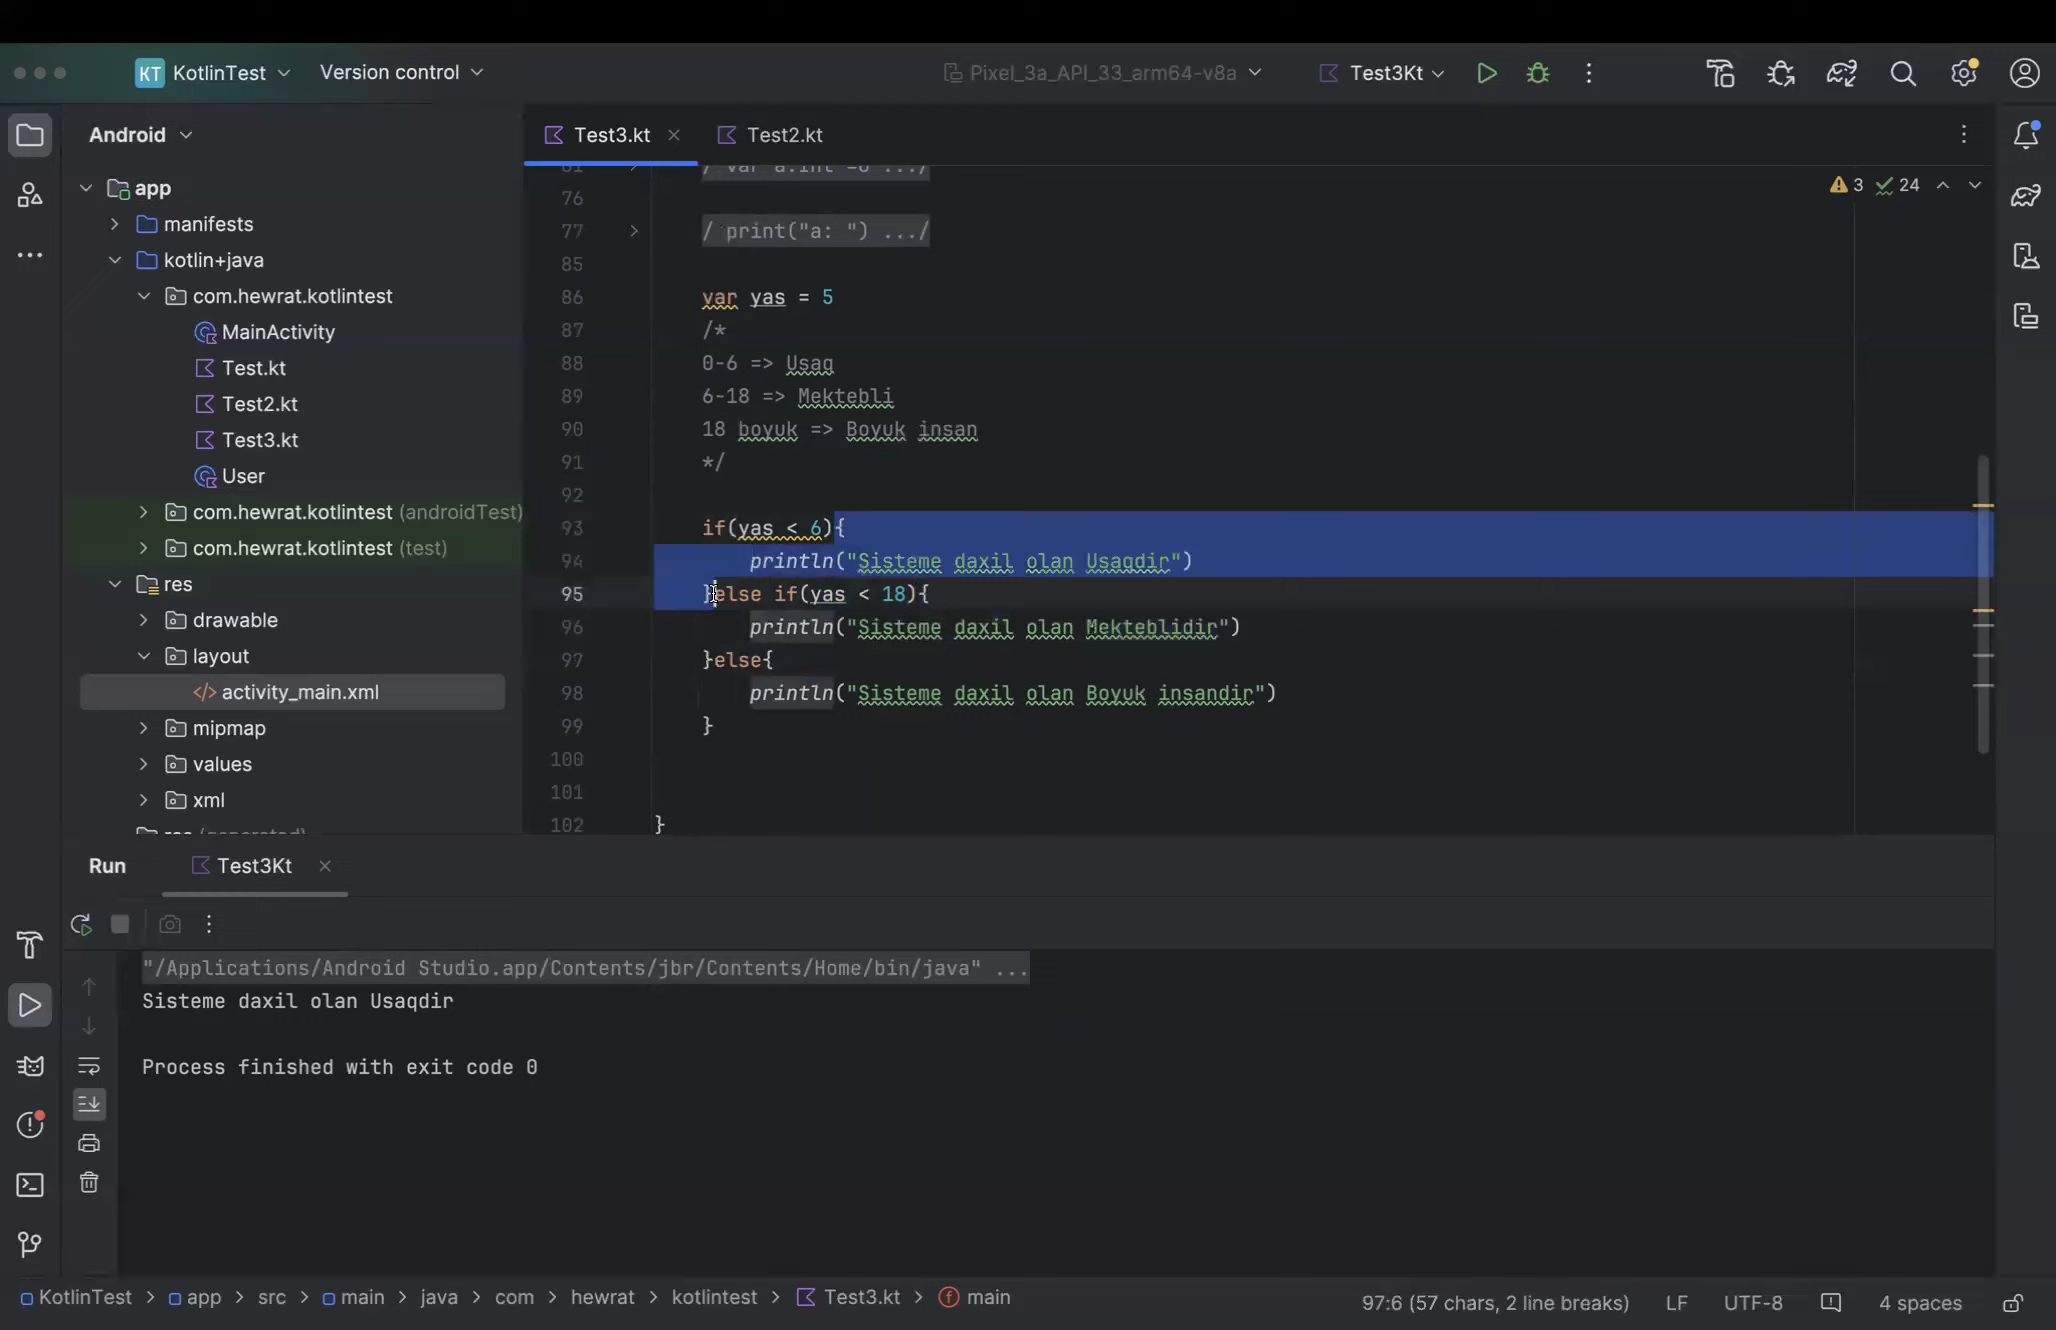 KT KotlinTest
Version control
Pixel_3a_API_33_arm64-v8a
Test3Kt
Android
Test3.kt
Test2.kt
app
manifests
kotlin+java
com.hewrat.kotlintest
MainActivity
Test.kt
Test2.kt
Test3.kt
User
com.hewrat.kotlintest (androidTest)
com.hewrat.kotlintest (test)
res
drawable
layout
activity_main.xml
mipmap
values
xml
res (generated)
3 24
61 / var a:Int =6 .../
76
77 / print("a: ") .../
85
86 var yas = 5
87 /*
88 0-6 => Usaq
89 6-18 => Mektebli
90 18 boyuk => Boyuk insan
91 */
92
93 if(yas < 6){
94 println("Sisteme daxil olan Usaqdir")
95 }else if(yas < 18){
96 println("Sisteme daxil olan Mekteblidir")
97 }else{
98 println("Sisteme daxil olan Boyuk insandir")
99 }
100
101
102 }
Run
Test3Kt
"/Applications/Android Studio.app/Contents/jbr/Contents/Home/bin/java" ...
Sisteme daxil olan Usaqdir
Process finished with exit code 0
KotlinTest > app > src > main > java > com > hewrat > kotlintest > Test3.kt > main
97:6 (57 chars, 2 line breaks)
LF
UTF-8
4 spaces